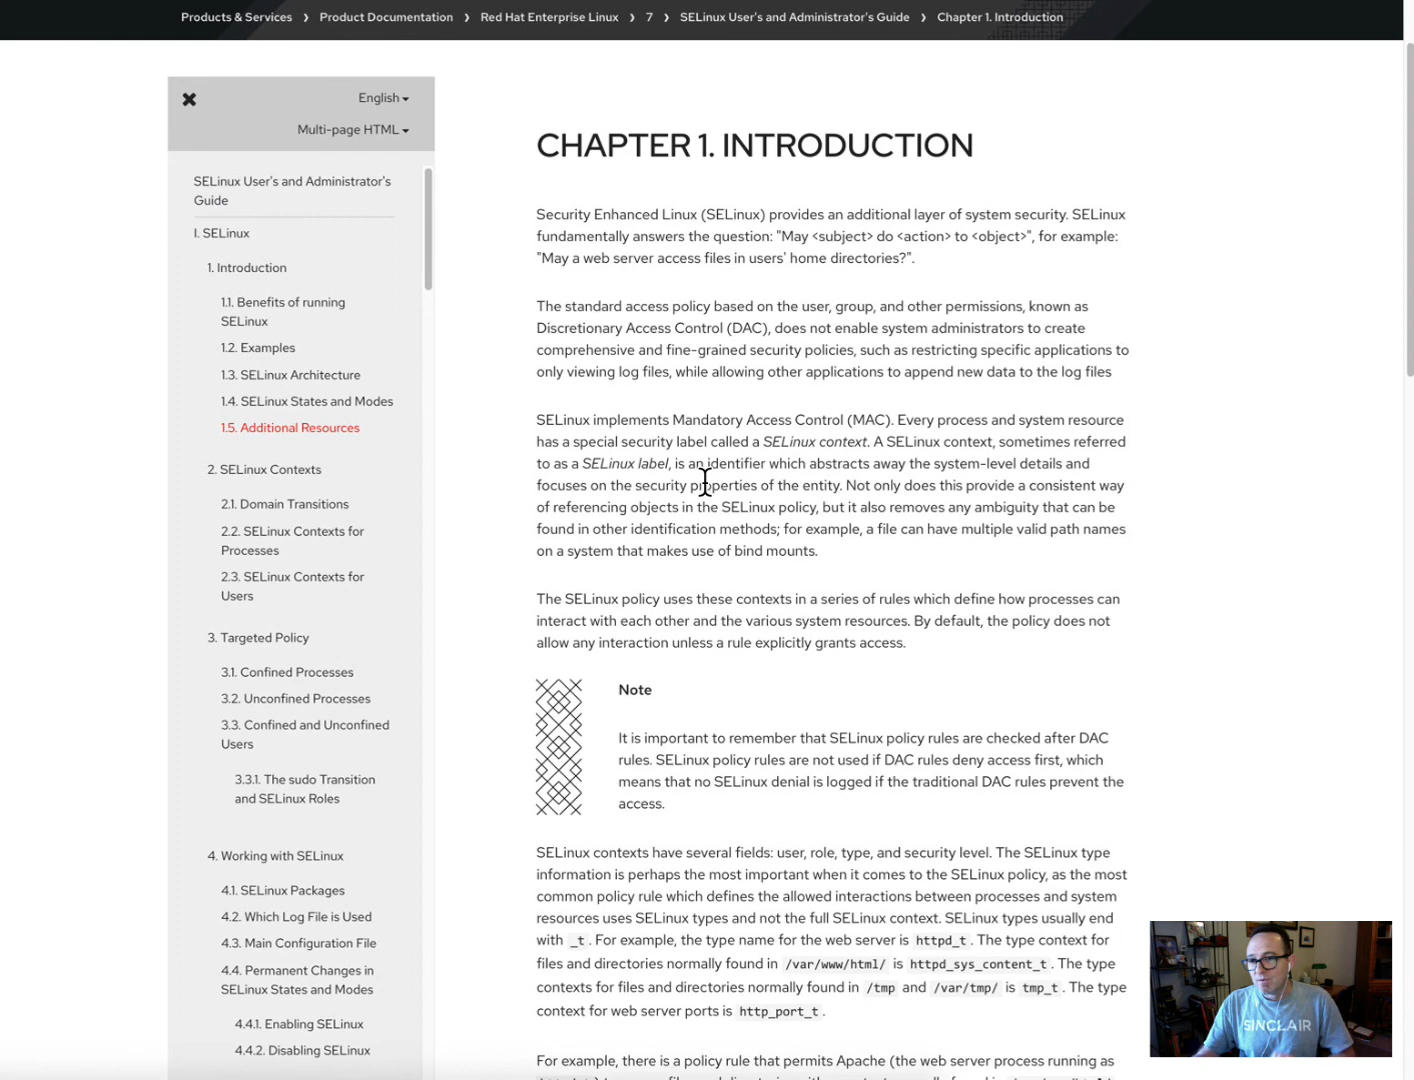 Products & Services > Product Documentation > Red Hat Enterprise Linux > 7 > SELinux User's and Administrator's Guide > Chapter 1. Introduction
English
Multi-page HTML
SELinux User's and Administrator's
Guide
I. SELinux
1. Introduction
1.1. Benefits of running
SELinux
1.2. Examples
1.3. SELinux Architecture
1.4. SELinux States and Modes
1.5. Additional Resources
2. SELinux Contexts
2.1. Domain Transitions
2.2. SELinux Contexts for
Processes
2.3. SELinux Contexts for
Users
3. Targeted Policy
3.1. Confined Processes
3.2. Unconfined Processes
3.3. Confined and Unconfined
Users
3.3.1. The sudo Transition
and SELinux Roles
4. Working with SELinux
4.1. SELinux Packages
4.2. Which Log File is Used
4.3. Main Configuration File
4.4. Permanent Changes in
SELinux States and Modes
4.4.1. Enabling SELinux
4.4.2. Disabling SELinux
CHAPTER 1. INTRODUCTION
Security Enhanced Linux (SELinux) provides an additional layer of system security. SELinux
fundamentally answers the question: "May <subject> do <action> to <object>", for example:
"May a web server access files in users' home directories?".
The standard access policy based on the user, group, and other permissions, known as
Discretionary Access Control (DAC), does not enable system administrators to create
comprehensive and fine-grained security policies, such as restricting specific applications to
only viewing log files, while allowing other applications to append new data to the log files
SELinux implements Mandatory Access Control (MAC). Every process and system resource
has a special security label called a SELinux context. A SELinux context, sometimes referred
to as a SELinux label, is an identifier which abstracts away the system-level details and
focuses on the security properties of the entity. Not only does this provide a consistent way
of referencing objects in the SELinux policy, but it also removes any ambiguity that can be
found in other identification methods; for example, a file can have multiple valid path names
on a system that makes use of bind mounts.
The SELinux policy uses these contexts in a series of rules which define how processes can
interact with each other and the various system resources. By default, the policy does not
allow any interaction unless a rule explicitly grants access.
Note
It is important to remember that SELinux policy rules are checked after DAC
rules. SELinux policy rules are not used if DAC rules deny access first, which
means that no SELinux denial is logged if the traditional DAC rules prevent the
access.
SELinux contexts have several fields: user, role, type, and security level. The SELinux type
information is perhaps the most important when it comes to the SELinux policy, as the most
common policy rule which defines the allowed interactions between processes and system
resources uses SELinux types and not the full SELinux context. SELinux types usually end
with _t. For example, the type name for the web server is httpd_t. The type context for
files and directories normally found in /var/www/html/ is httpd_sys_content_t. The type
contexts for files and directories normally found in /tmp and /var/tmp/ is tmp_t. The type
context for web server ports is http_port_t.
For example, there is a policy rule that permits Apache (the web server process running as
SINCLAIR